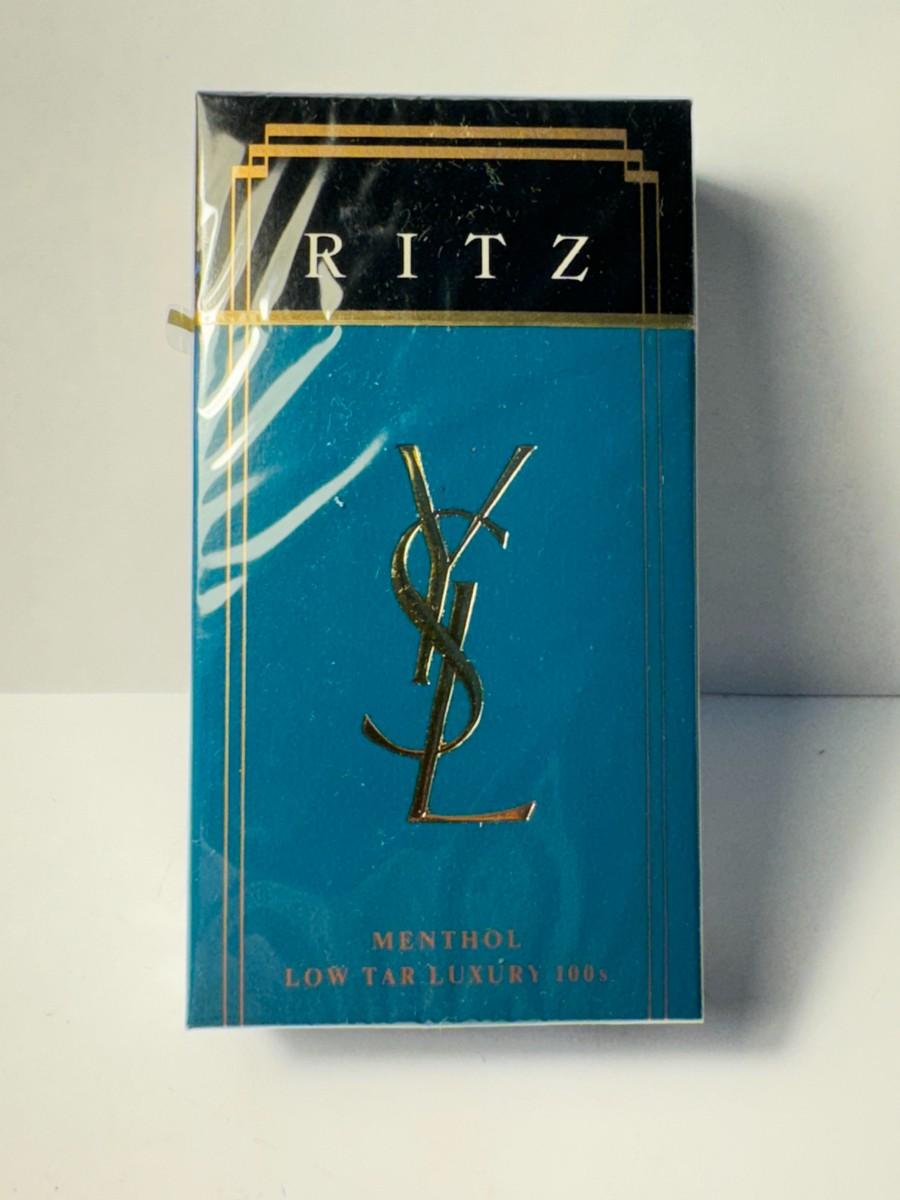 RITZ
YSL
MENTHOL
LOW TAR LUXURY 100s